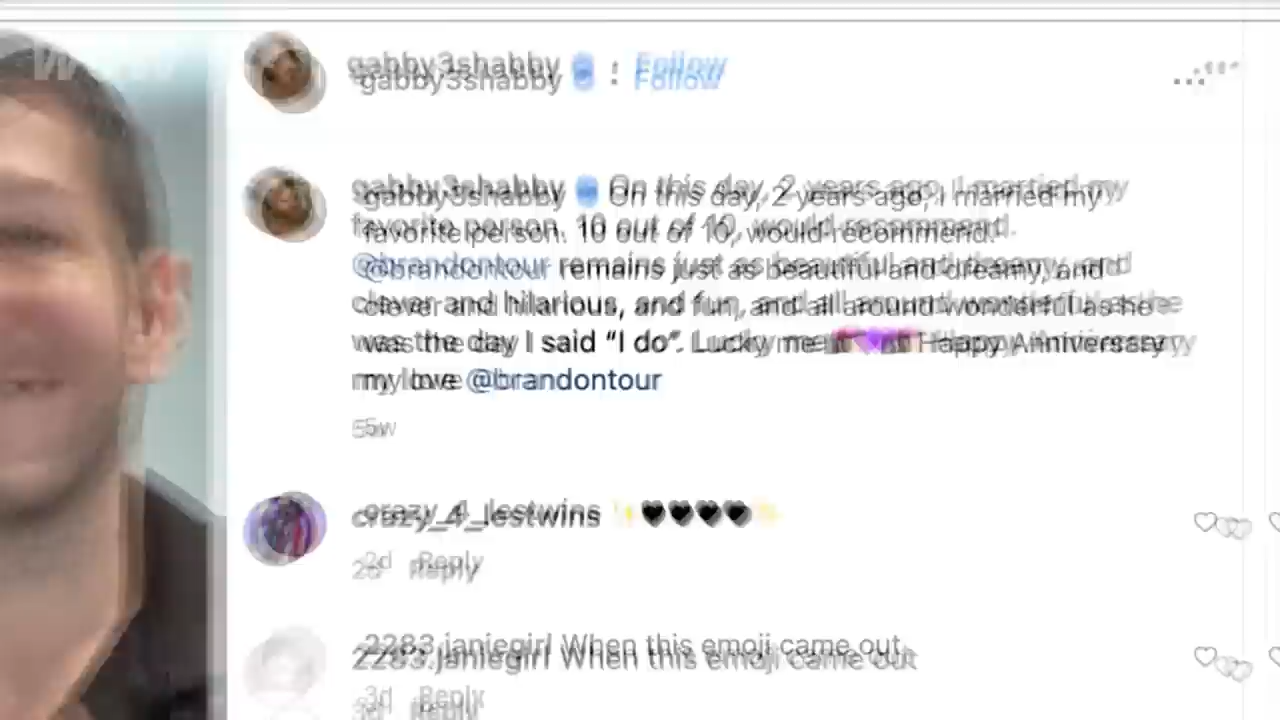 gabby3shabby : Follow
gabby3shabby On this day, 2 years ago, I married my
favorite person. 10 out of 10, would recommend.
@brandontour remains just as beautiful and dreamy, and
clever and hilarious, and fun, and all around wonderful as he
was the day I said “I do”. Lucky me Happy Anniversary
my love @brandontour
5w
crazy_4_lestwins ✨🖤🖤🖤🖤✨
2d Reply
2283.janiegirl When this emoji came out
3d Reply